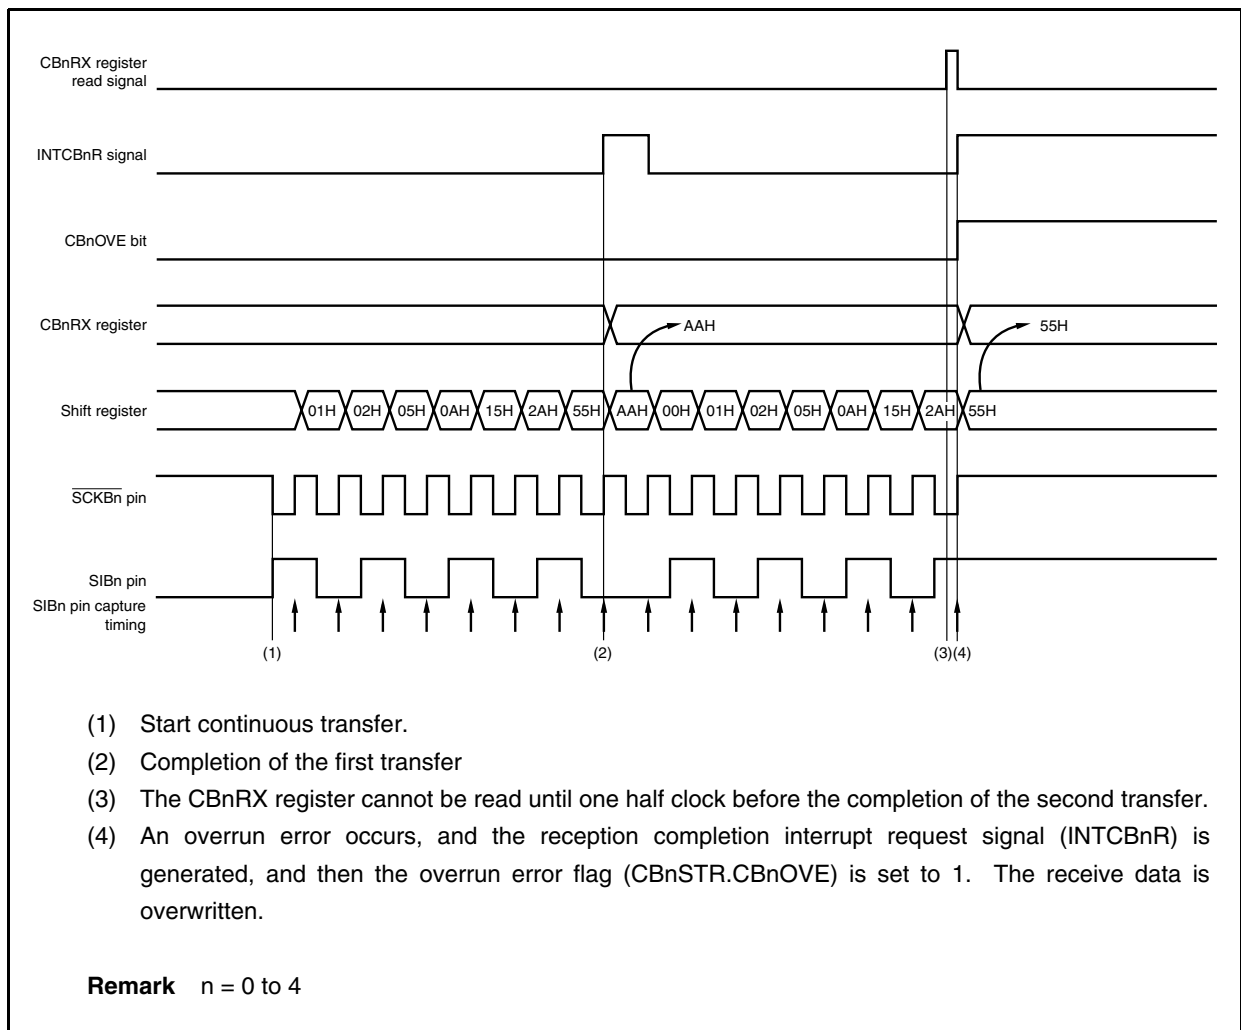 CBnRX register
read signal
INTCBnR signal
CBnOVE bit
CBnRX register
AAH
55H
Shift register
01H 02H 05H 0AH 15H 2AH 55H AAH 00H 01H 02H 05H 0AH 15H 2AH 55H
SCKBn pin
SIBn pin
SIBn pin capture
timing
(1) (2) (3)(4)
(1) Start continuous transfer.
(2) Completion of the first transfer
(3) The CBnRX register cannot be read until one half clock before the completion of the second transfer.
(4) An overrun error occurs, and the reception completion interrupt request signal (INTCBnR) is
generated, and then the overrun error flag (CBnSTR.CBnOVE) is set to 1. The receive data is
overwritten.
Remark n = 0 to 4